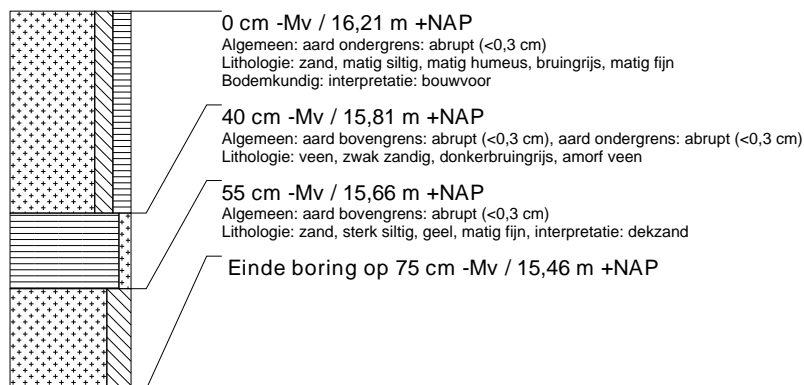 0 cm -Mv / 16,21 m +NAP
Algemeen: aard ondergrens: abrupt (<0,3 cm)
Lithologie: zand, matig siltig, matig humeus, bruingrijs, matig fijn
Bodemkundig: interpretatie: bouwvoor
40 cm -Mv / 15,81 m +NAP
Algemeen: aard bovengrens: abrupt (<0,3 cm), aard ondergrens: abrupt (<0,3 cm)
Lithologie: veen, zwak zandig, donkerbruingrijs, amorf veen
55 cm -Mv / 15,66 m +NAP
Algemeen: aard bovengrens: abrupt (<0,3 cm)
Lithologie: zand, sterk siltig, geel, matig fijn, interpretatie: dekzand
Einde boring op 75 cm -Mv / 15,46 m +NAP